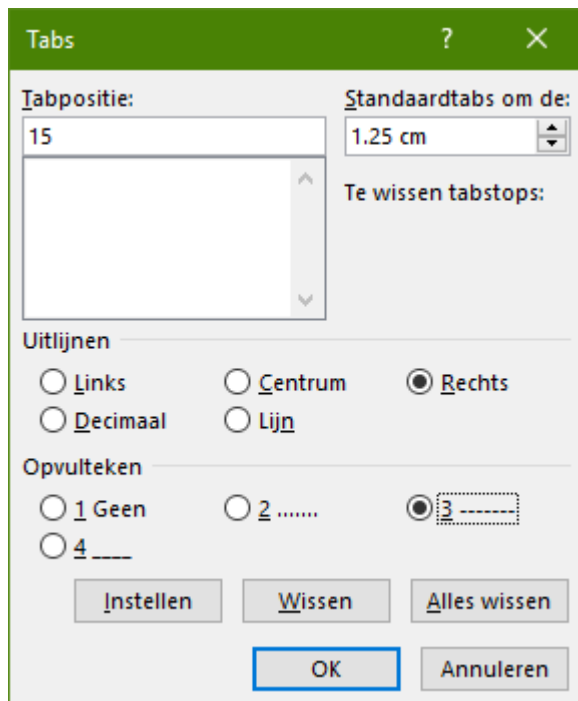 Tabs ?
Tabpositie: Standaardtabs om de:
15 1.25 cm
Te wissen tabstops:
Uitlijnen
Links Centrum Rechts
Decimaal Lijn
Opvulteken
1 Geen 2 ....... 3 -------
4 ____
Instellen Wissen Alles wissen
OK Annuleren